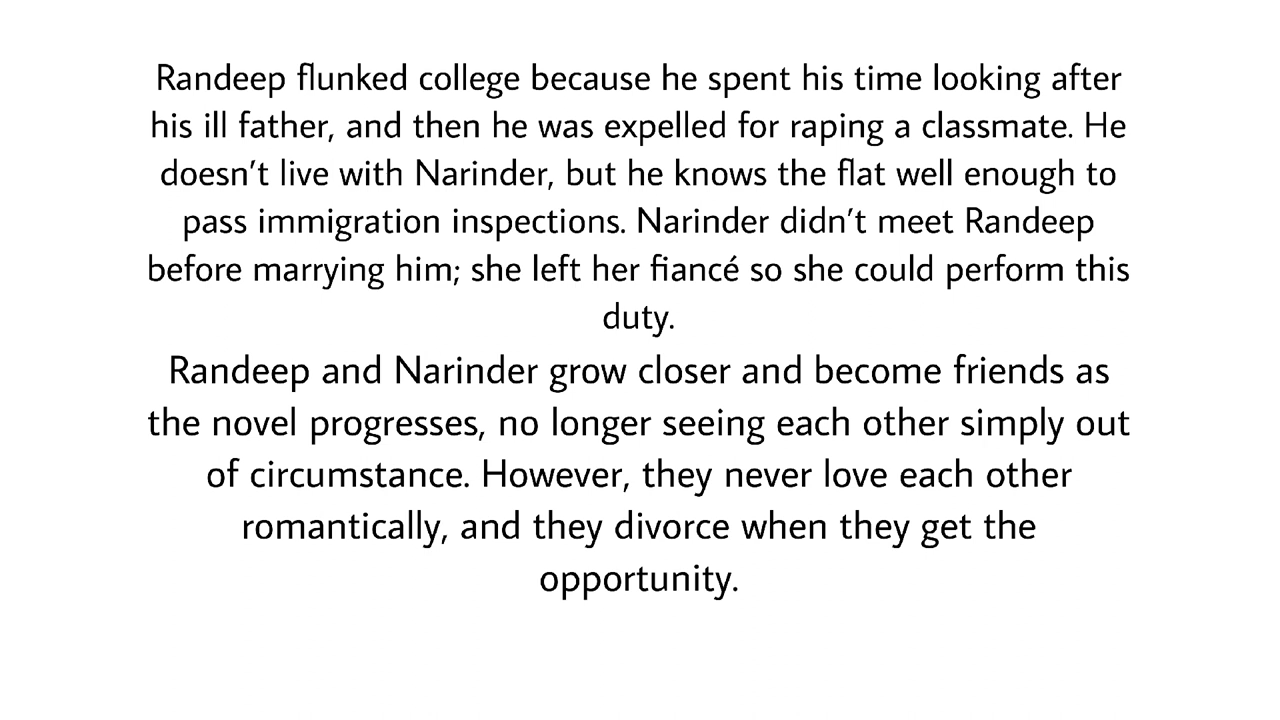 Randeep flunked college because he spent his time looking after
his ill father, and then he was expelled for raping a classmate. He
doesn’t live with Narinder, but he knows the flat well enough to
pass immigration inspections. Narinder didn’t meet Randeep
before marrying him; she left her fiancé so she could perform this
duty.
Randeep and Narinder grow closer and become friends as
the novel progresses, no longer seeing each other simply out
of circumstance. However, they never love each other
romantically, and they divorce when they get the
opportunity.